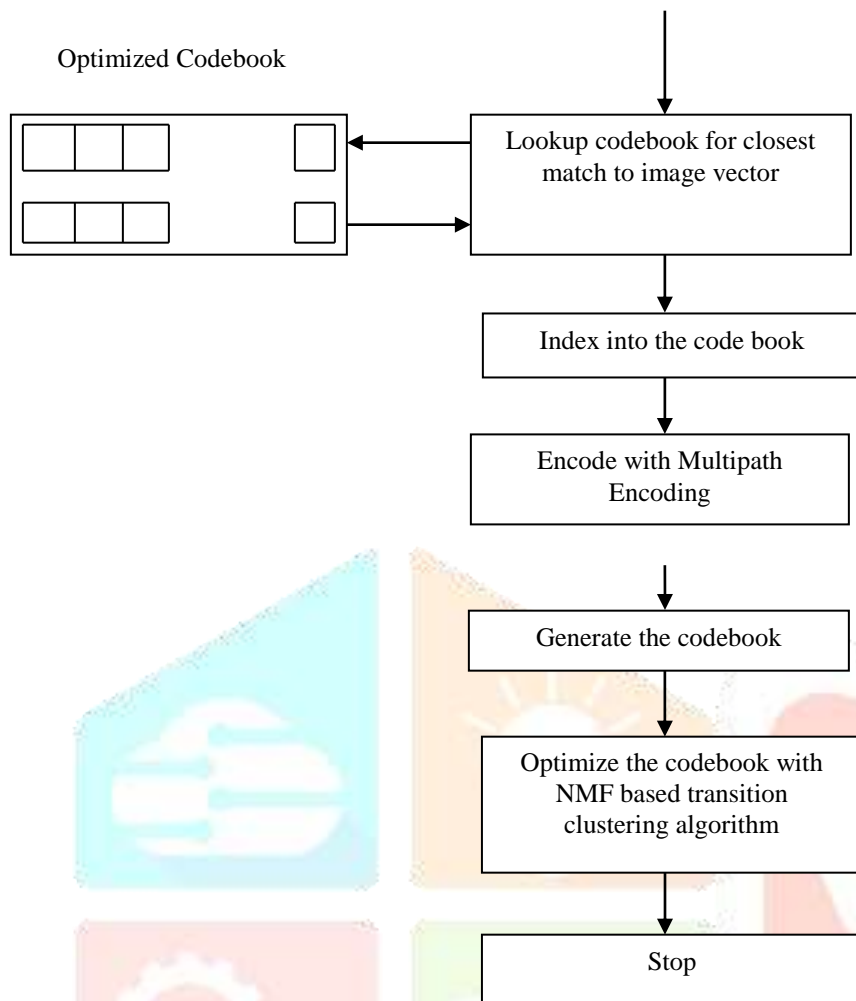 Optimized Codebook
Lookup codebook for closest
match to image vector
Index into the code book
Encode with Multipath
Encoding
Generate the codebook
Optimize the codebook with
NMF based transition
clustering algorithm
Stop